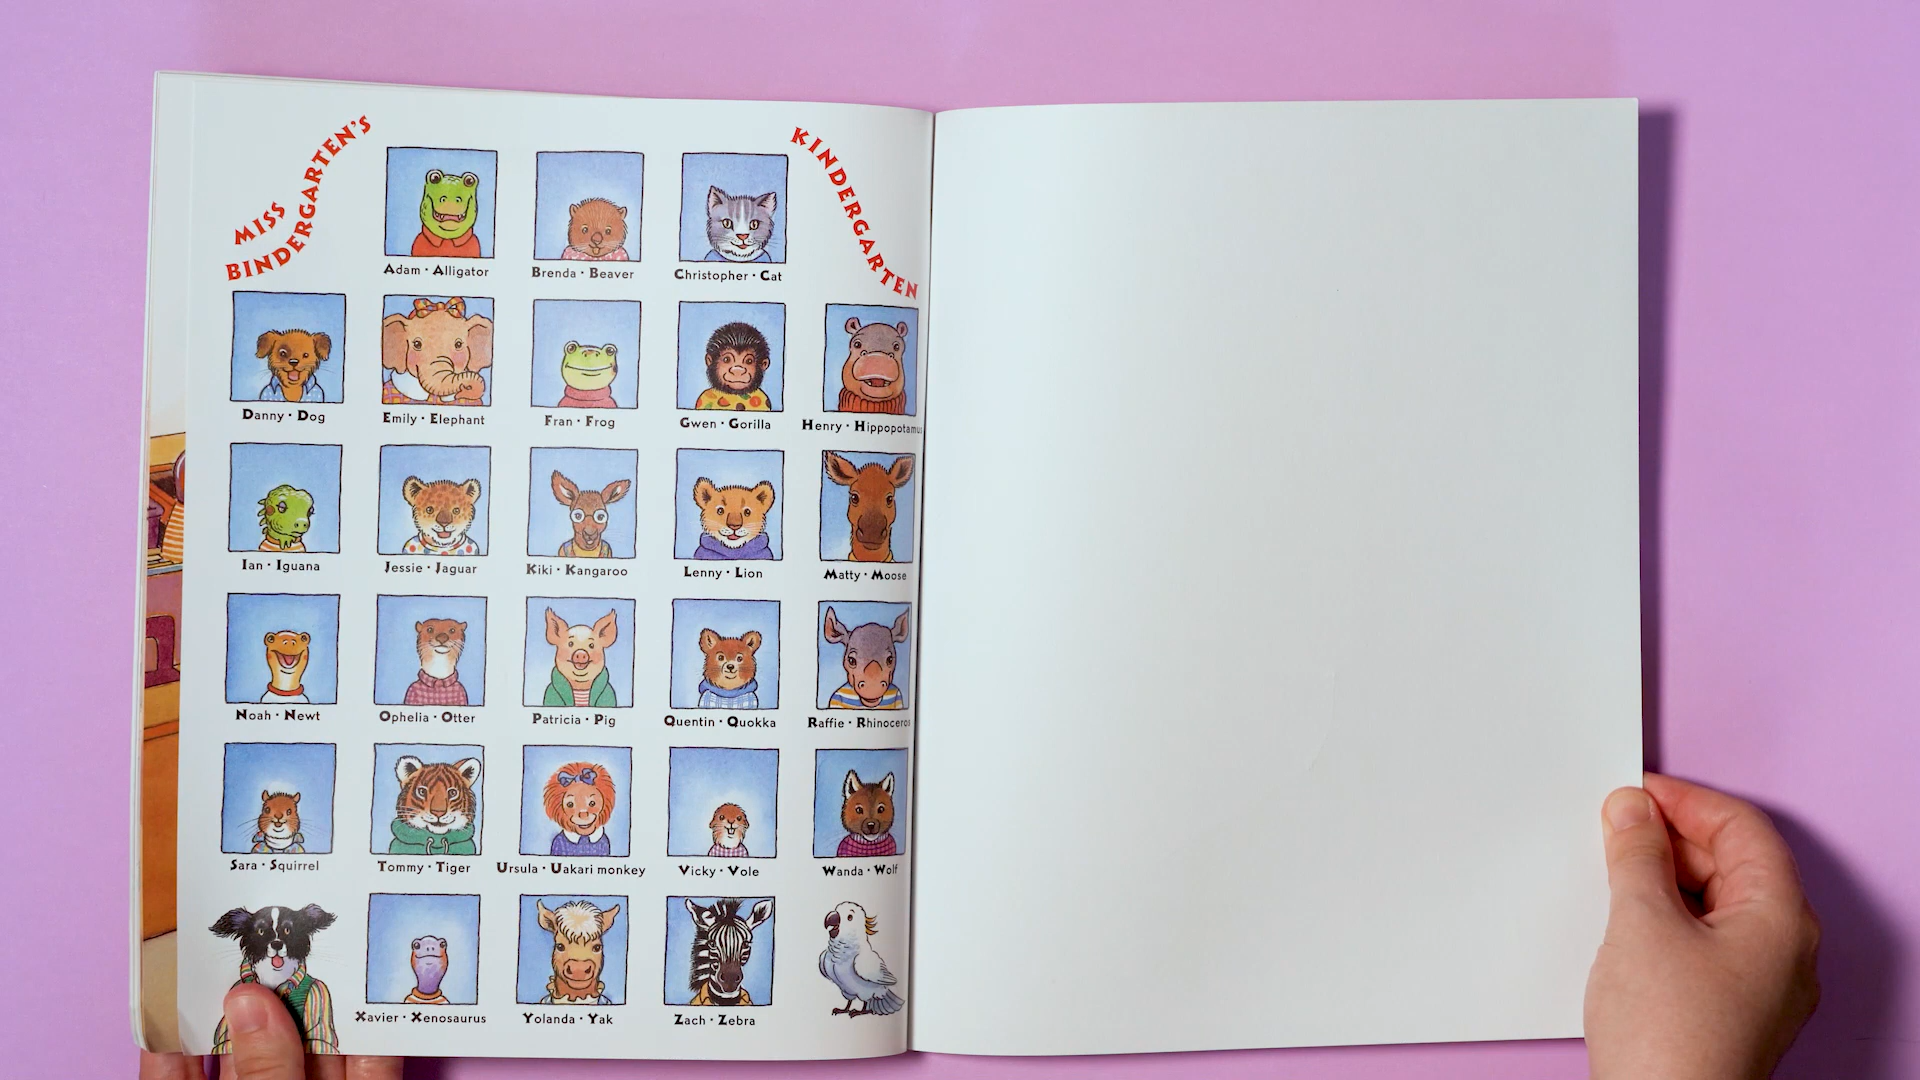 MISS
BINDERGARTEN'S
KINDERGARTEN
Adam · Alligator
Brenda · Beaver
Christopher · Cat
Danny · Dog
Emily · Elephant
Fran · Frog
Gwen · Gorilla
Henry · Hippopotamus
Ian · Iguana
Jessie · Jaguar
Kiki · Kangaroo
Lenny · Lion
Matty · Moose
Noah · Newt
Ophelia · Otter
Patricia · Pig
Quentin · Quokka
Raffie · Rhinoceros
Sara · Squirrel
Tommy · Tiger
Ursula · Uakari monkey
Vicky · Vole
Wanda · Wolf
Xavier · Xenosaurus
Yolanda · Yak
Zach · Zebra